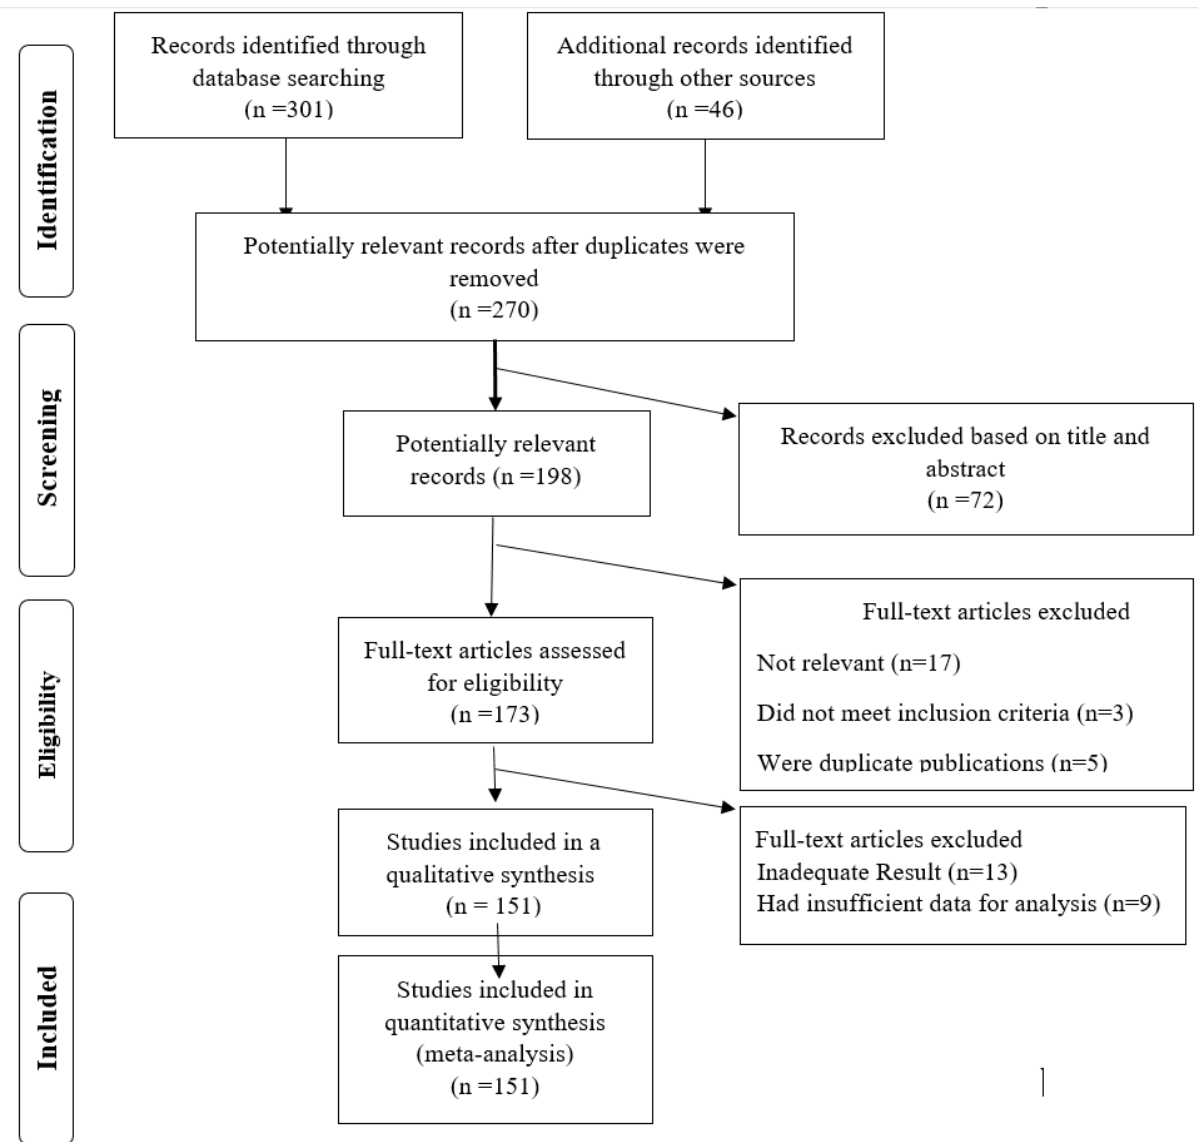 Identification
Records identified through
database searching
(n =301)
Additional records identified
through other sources
(n =46)
Potentially relevant records after duplicates were
removed
(n =270)
Screening
Potentially relevant
records (n =198)
Records excluded based on title and
abstract
(n =72)
Eligibility
Full-text articles assessed
for eligibility
(n =173)
Full-text articles excluded
Not relevant (n=17)
Did not meet inclusion criteria (n=3)
Were duplicate publications (n=5)
Studies included in a
qualitative synthesis
(n = 151)
Full-text articles excluded
Inadequate Result (n=13)
Had insufficient data for analysis (n=9)
Included
Studies included in
quantitative synthesis
(meta-analysis)
(n =151)